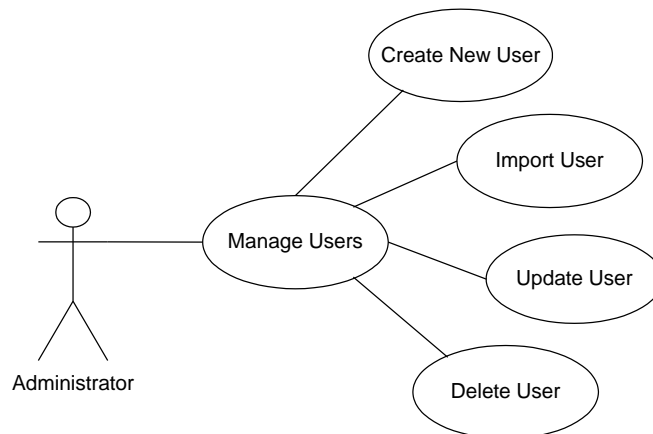 Create New User
Import User
Manage Users
Update User
Administrator
Delete User